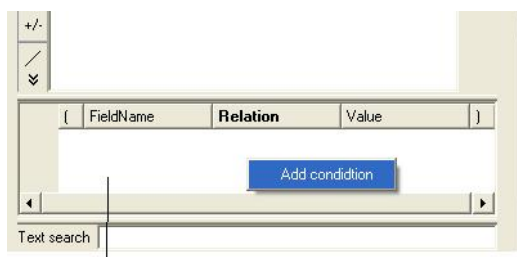 +/-
( FieldName Relation Value )
Add condidtion
Text search